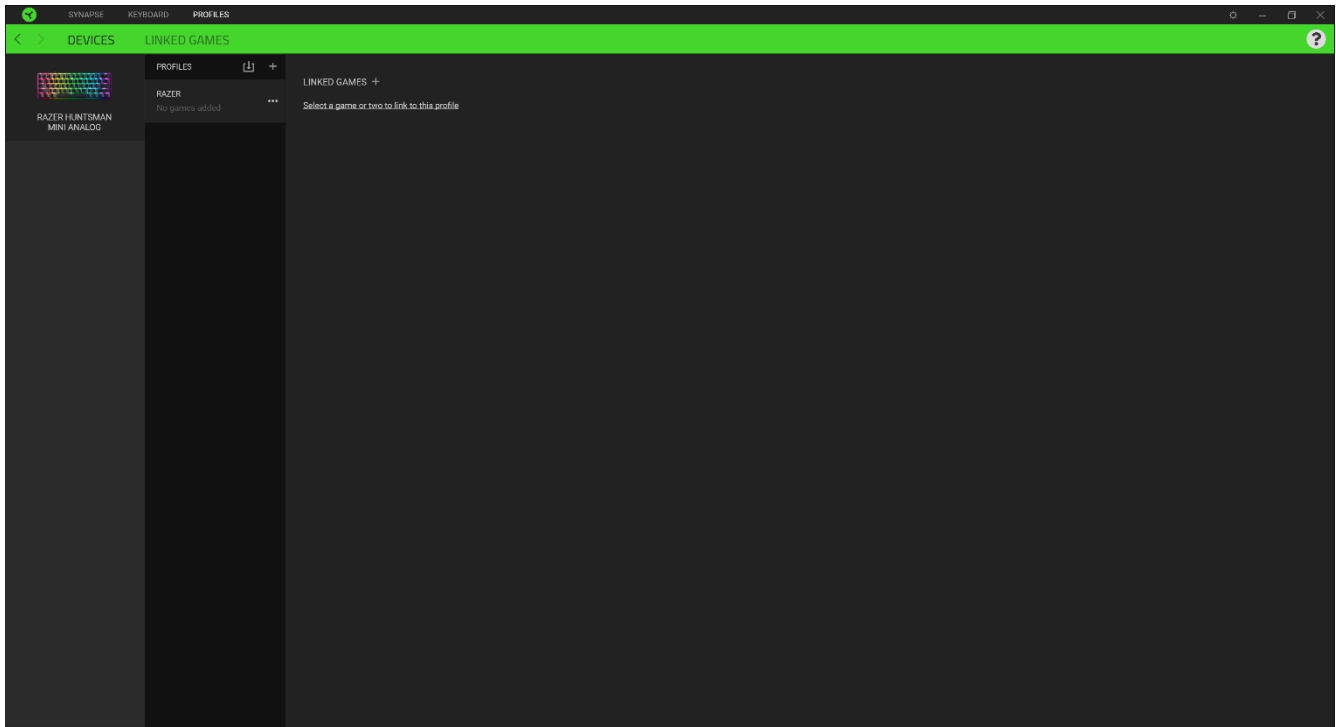 SYNAPSE KEYBOARD PROFILES
DEVICES LINKED GAMES
?
RAZER HUNTSMAN
MINI ANALOG
PROFILES
RAZER
No games added
LINKED GAMES +
Select a game or two to link to this profile